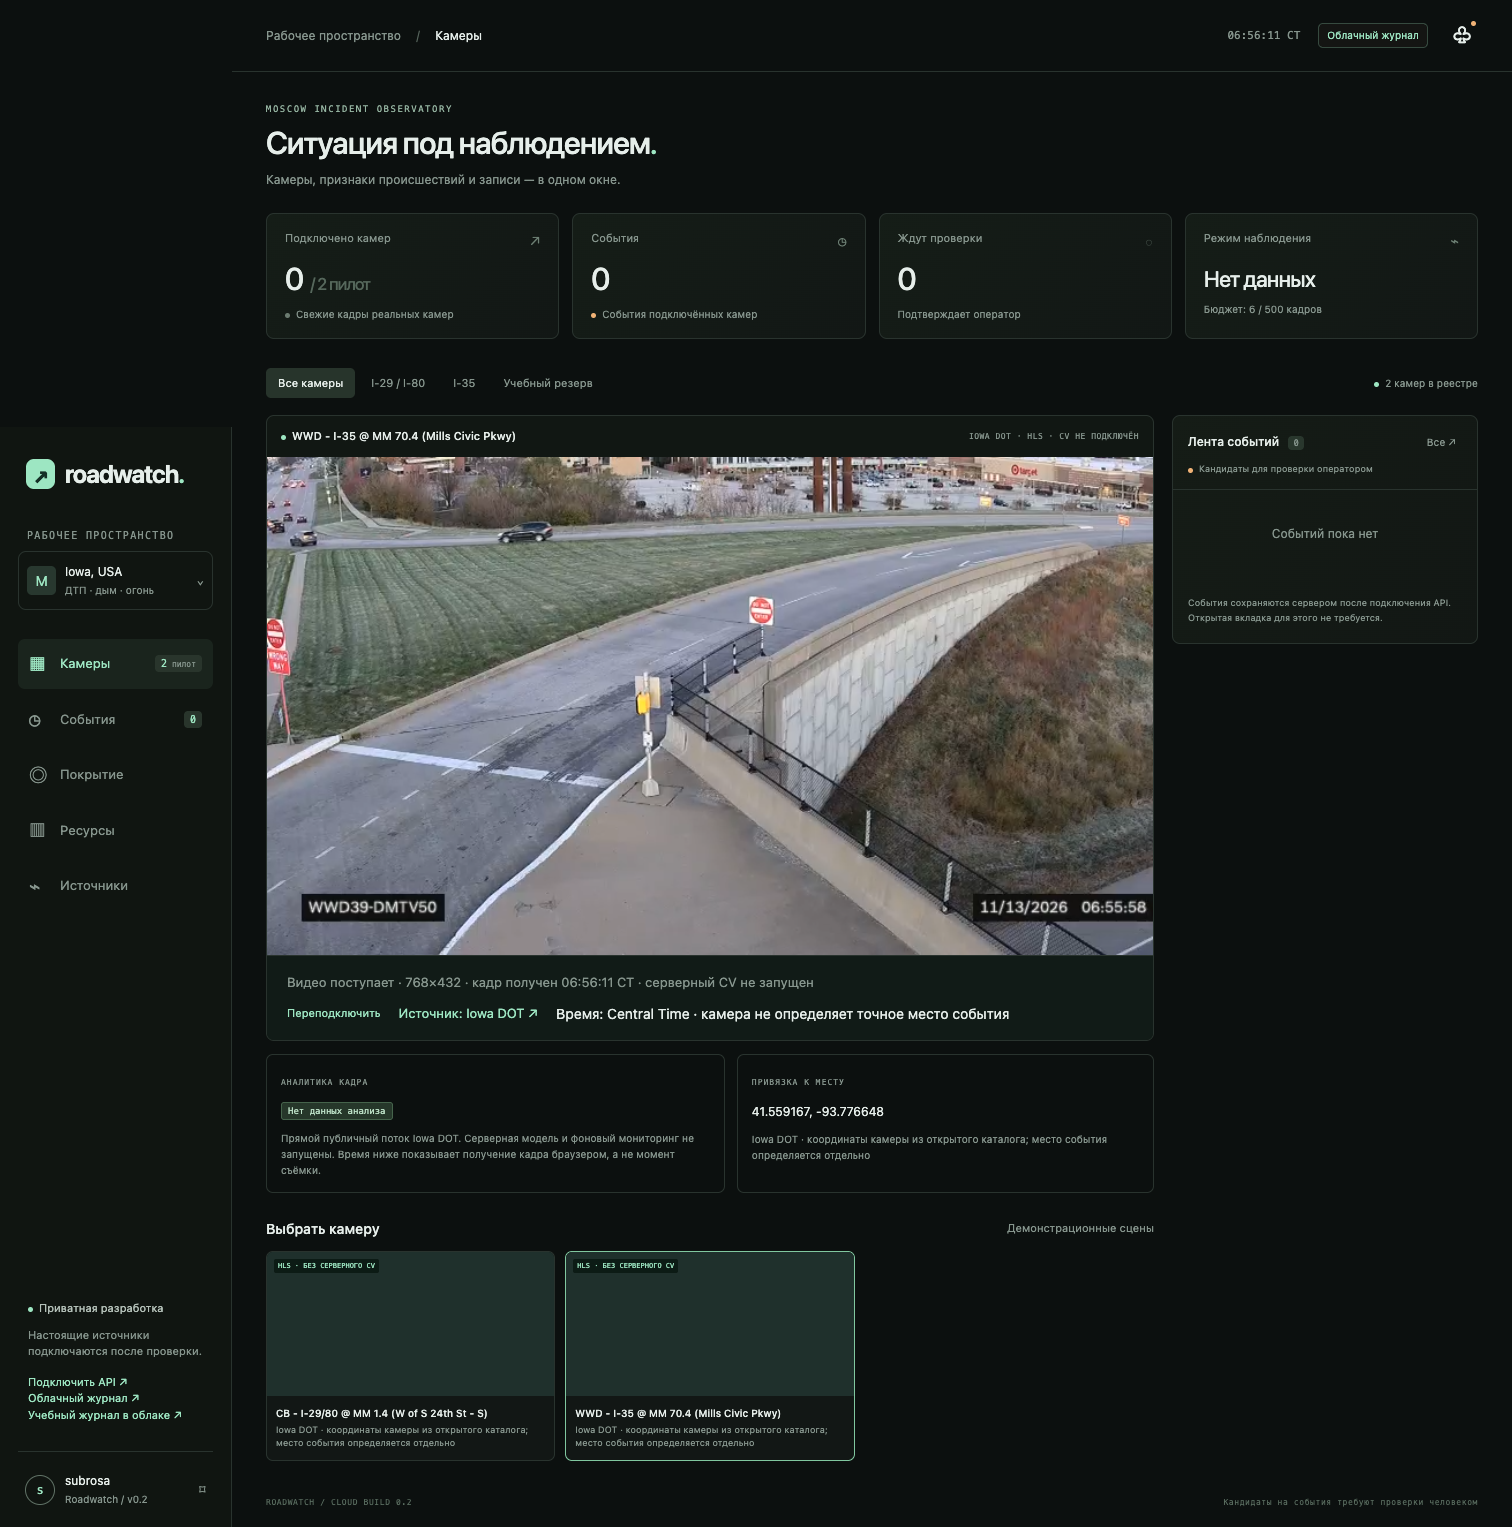 Рабочее пространство / Камеры
06:56:11 CT
Облачный журнал
MOSCOW INCIDENT OBSERVATORY
Ситуация под наблюдением.
Камеры, признаки происшествий и записи — в одном окне.
Подключено камер
0 / 2 пилот
Свежие кадры реальных камер
События
0
События подключённых камер
Ждут проверки
0
Подтверждает оператор
Режим наблюдения
Нет данных
Бюджет: 6 / 500 кадров
Все камеры
I-29 / I-80
I-35
Учебный резерв
2 камер в реестре
roadwatch.
РАБОЧЕЕ ПРОСТРАНСТВО
M
Iowa, USA
ДТП · дым · огонь
Камеры
2 пилот
События
0
Покрытие
Ресурсы
Источники
Приватная разработка
Настоящие источники
подключаются после проверки.
Подключить API ↗
Облачный журнал ↗
Учебный журнал в облаке ↗
S
subrosa
Roadwatch / v0.2
WWD - I-35 @ MM 70.4 (Mills Civic Pkwy)
IOWA DOT · HLS · CV НЕ ПОДКЛЮЧЁН
target
DO NOT
ENTER
WRONG
WAY
WWD39-DMTV50
11/13/2026 06:55:58
Видео поступает · 768×432 · кадр получен 06:56:11 CT · серверный CV не запущен
Переподключить
Источник: Iowa DOT ↗
Время: Central Time · камера не определяет точное место события
Лента событий 0
Все ↗
Кандидаты для проверки оператором
Событий пока нет
События сохраняются сервером после подключения API.
Открытая вкладка для этого не требуется.
АНАЛИТИКА КАДРА
Нет данных анализа
Прямой публичный поток Iowa DOT. Серверная модель и фоновый мониторинг не
запущены. Время ниже показывает получение кадра браузером, а не момент
съёмки.
ПРИВЯЗКА К МЕСТУ
41.559167, -93.776648
Iowa DOT · координаты камеры из открытого каталога; место события
определяется отдельно
Выбрать камеру
Демонстрационные сцены
HLS · БЕЗ СЕРВЕРНОГО CV
CB - I-29/80 @ MM 1.4 (W of S 24th St - S)
Iowa DOT · координаты камеры из открытого каталога;
место события определяется отдельно
HLS · БЕЗ СЕРВЕРНОГО CV
WWD - I-35 @ MM 70.4 (Mills Civic Pkwy)
Iowa DOT · координаты камеры из открытого каталога;
место события определяется отдельно
ROADWATCH / CLOUD BUILD 0.2
Кандидаты на события требуют проверки человеком